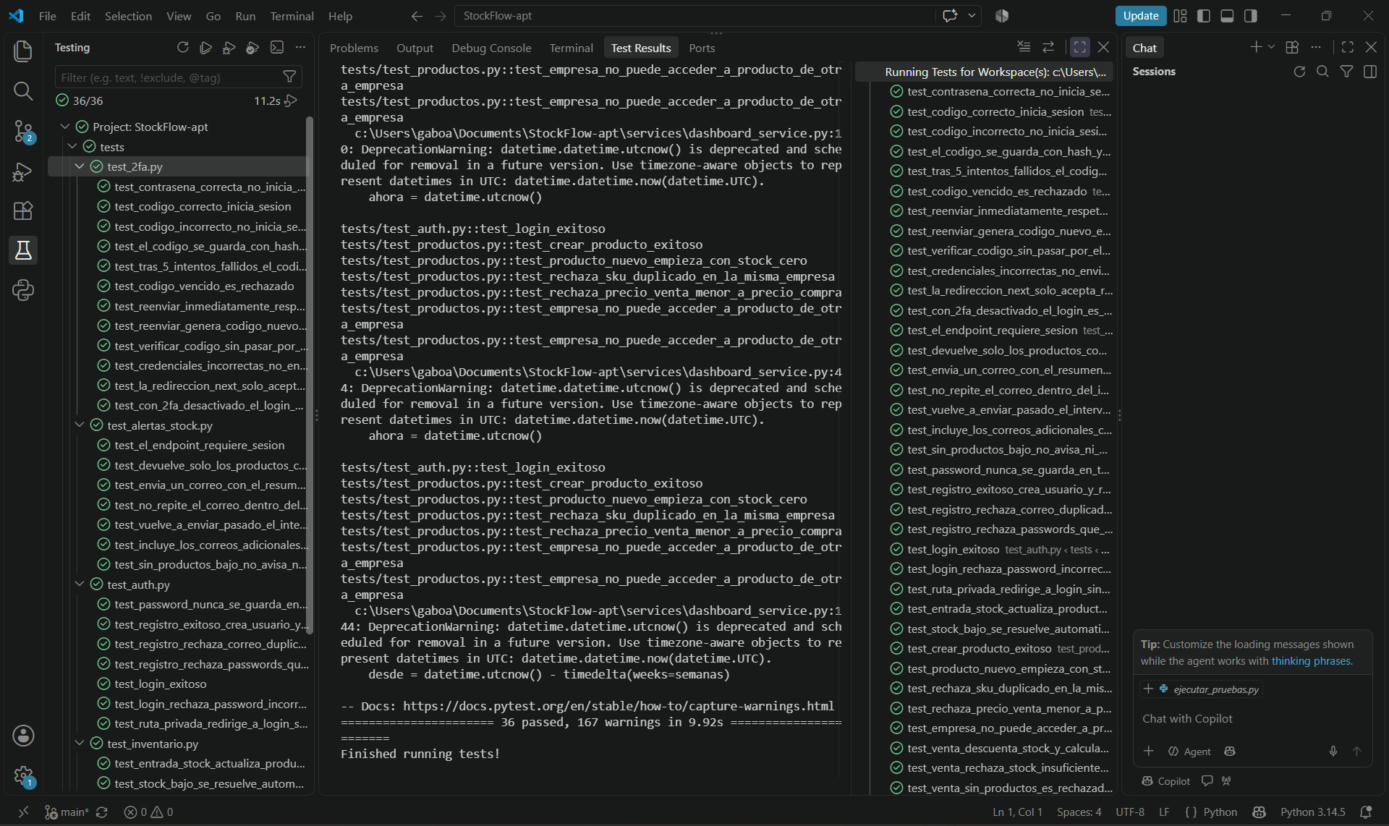 File Edit Selection View Go Run Terminal Help
StockFlow-apt
Update
Testing
Filter (e.g. text, !exclude, @tag)
36/36 11.2s
Project: StockFlow-apt
tests
test_2fa.py
test_contrasena_correcta_no_inicia_...
test_codigo_correcto_inicia_sesion
test_codigo_incorrecto_no_inicia_se...
test_el_codigo_se_guarda_con_hash...
test_tras_5_intentos_fallidos_el_codi...
test_codigo_vencido_es_rechazado
test_reenviar_inmediatamente_resp...
test_reenviar_genera_codigo_nuevo...
test_verificar_codigo_sin_pasar_por_...
test_credenciales_incorrectas_no_en...
test_la_redireccion_next_solo_acept...
test_con_2fa_desactivado_el_login_...
test_alertas_stock.py
test_el_endpoint_requiere_sesion
test_devuelve_solo_los_productos_c...
test_envia_un_correo_con_el_resum...
test_no_repite_el_correo_dentro_del...
test_vuelve_a_enviar_pasado_el_inte...
test_incluye_los_correos_adicionales...
test_sin_productos_bajo_no_avisa_n...
test_auth.py
test_password_nunca_se_guarda_en...
test_registro_exitoso_crea_usuario_y...
test_registro_rechaza_correo_duplic...
test_registro_rechaza_passwords_qu...
test_login_exitoso
test_login_rechaza_password_incorr...
test_ruta_privada_redirige_a_login_s...
test_inventario.py
test_entrada_stock_actualiza_produ...
test_stock_bajo_se_resuelve_autom...
Problems Output Debug Console Terminal Test Results Ports
tests/test_productos.py::test_empresa_no_puede_acceder_a_producto_de_otr
a_empresa
tests/test_productos.py::test_empresa_no_puede_acceder_a_producto_de_otr
a_empresa
c:\Users\gaboa\Documents\StockFlow-apt\services\dashboard_service.py:1
0: DeprecationWarning: datetime.datetime.utcnow() is deprecated and sche
duled for removal in a future version. Use timezone-aware objects to rep
resent datetimes in UTC: datetime.datetime.now(datetime.UTC).
ahora = datetime.utcnow()
tests/test_auth.py::test_login_exitoso
tests/test_productos.py::test_crear_producto_exitoso
tests/test_productos.py::test_producto_nuevo_empieza_con_stock_cero
tests/test_productos.py::test_rechaza_sku_duplicado_en_la_misma_empresa
tests/test_productos.py::test_rechaza_precio_venta_menor_a_precio_compra
tests/test_productos.py::test_empresa_no_puede_acceder_a_producto_de_otr
a_empresa
tests/test_productos.py::test_empresa_no_puede_acceder_a_producto_de_otr
a_empresa
c:\Users\gaboa\Documents\StockFlow-apt\services\dashboard_service.py:4
4: DeprecationWarning: datetime.datetime.utcnow() is deprecated and sche
duled for removal in a future version. Use timezone-aware objects to rep
resent datetimes in UTC: datetime.datetime.now(datetime.UTC).
ahora = datetime.utcnow()
tests/test_auth.py::test_login_exitoso
tests/test_productos.py::test_crear_producto_exitoso
tests/test_productos.py::test_producto_nuevo_empieza_con_stock_cero
tests/test_productos.py::test_rechaza_sku_duplicado_en_la_misma_empresa
tests/test_productos.py::test_rechaza_precio_venta_menor_a_precio_compra
tests/test_productos.py::test_empresa_no_puede_acceder_a_producto_de_otr
a_empresa
tests/test_productos.py::test_empresa_no_puede_acceder_a_producto_de_otr
a_empresa
c:\Users\gaboa\Documents\StockFlow-apt\services\dashboard_service.py:1
44: DeprecationWarning: datetime.datetime.utcnow() is deprecated and sch
eduled for removal in a future version. Use timezone-aware objects to re
present datetimes in UTC: datetime.datetime.now(datetime.UTC).
desde = datetime.utcnow() - timedelta(weeks=semanas)
-- Docs: https://docs.pytest.org/en/stable/how-to/capture-warnings.html
====================== 36 passed, 167 warnings in 9.92s ================
=======
Finished running tests!
Running Tests for Workspace(s): c:\Users\...
test_contrasena_correcta_no_inicia_se...
test_codigo_correcto_inicia_sesion tes...
test_codigo_incorrecto_no_inicia_sesi...
test_el_codigo_se_guarda_con_hash_y...
test_tras_5_intentos_fallidos_el_codig...
test_codigo_vencido_es_rechazado te...
test_reenviar_inmediatamente_respet...
test_reenviar_genera_codigo_nuevo_e...
test_verificar_codigo_sin_pasar_por_el...
test_credenciales_incorrectas_no_envi...
test_la_redireccion_next_solo_acepta_r...
test_con_2fa_desactivado_el_login_es_...
test_el_endpoint_requiere_sesion test_...
test_devuelve_solo_los_productos_co...
test_envia_un_correo_con_el_resumen...
test_no_repite_el_correo_dentro_del_i...
test_vuelve_a_enviar_pasado_el_interv...
test_incluye_los_correos_adicionales_c...
test_sin_productos_bajo_no_avisa_ni_...
test_password_nunca_se_guarda_en_t...
test_registro_exitoso_crea_usuario_y_r...
test_registro_rechaza_correo_duplicad...
test_registro_rechaza_passwords_que_...
test_login_exitoso test_auth.py ‹ tests ‹ ...
test_login_rechaza_password_incorrec...
test_ruta_privada_redirige_a_login_sin...
test_entrada_stock_actualiza_product...
test_stock_bajo_se_resuelve_automati...
test_crear_producto_exitoso test_prod...
test_producto_nuevo_empieza_con_st...
test_rechaza_sku_duplicado_en_la_mis...
test_rechaza_precio_venta_menor_a_p...
test_empresa_no_puede_acceder_a_pr...
test_venta_descuenta_stock_y_calcula...
test_venta_rechaza_stock_insuficiente...
test_venta_sin_productos_es_rechazad...
Chat
Sessions
Tip: Customize the loading messages shown
while the agent works with thinking phrases.
ejecutar_pruebas.py
Chat with Copilot
Agent
Copilot
2
1
main* 0 0
Ln 1, Col 1 Spaces: 4 UTF-8 LF { } Python Python 3.14.5